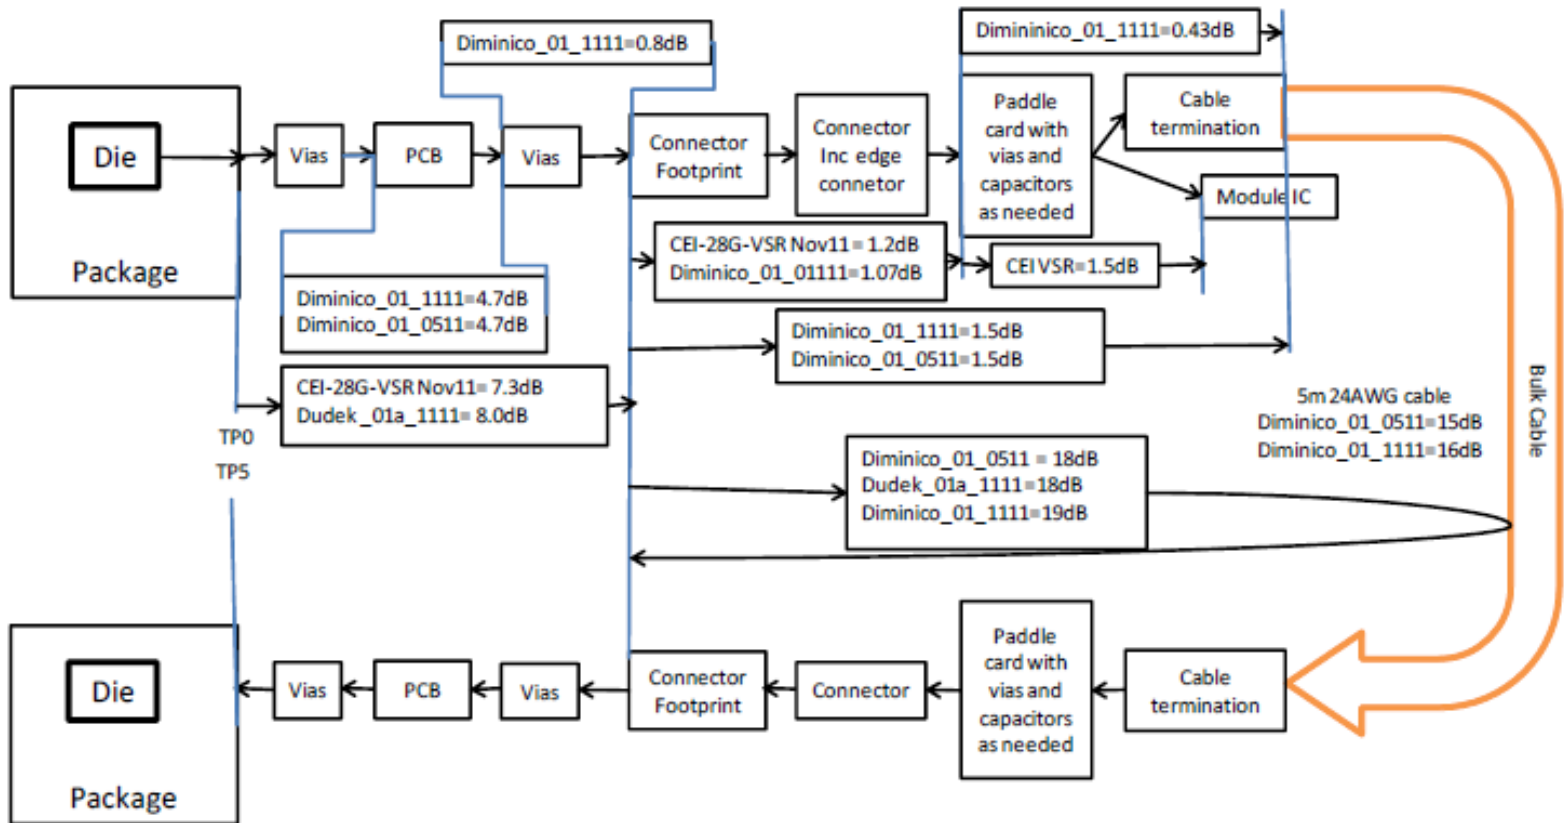 Diminico_01_1111=0.8dB
Dimininico_01_1111=0.43dB
Die
Package
Vias
PCB
Vias
Connector
Footprint
Connector
Inc edge
connetor
Paddle
card with
vias and
capacitors
as needed
Cable
termination
Module IC
CEI-28G-VSR Nov11= 1.2dB
Diminico_01_01111=1.07dB
CEI VSR=1.5dB
Diminico_01_1111=4.7dB
Diminico_01_0511=4.7dB
Diminico_01_1111=1.5dB
Diminico_01_0511=1.5dB
CEI-28G-VSR Nov11= 7.3dB
Dudek_01a_1111= 8.0dB
TP0
TP5
5m 24AWG cable
Diminico_01_0511=15dB
Diminico_01_1111=16dB
Bulk Cable
Diminico_01_0511 = 18dB
Dudek_01a_1111=18dB
Diminico_01_1111=19dB
Die
Package
Vias
PCB
Vias
Connector
Footprint
Connector
Paddle
card with
vias and
capacitors
as needed
Cable
termination